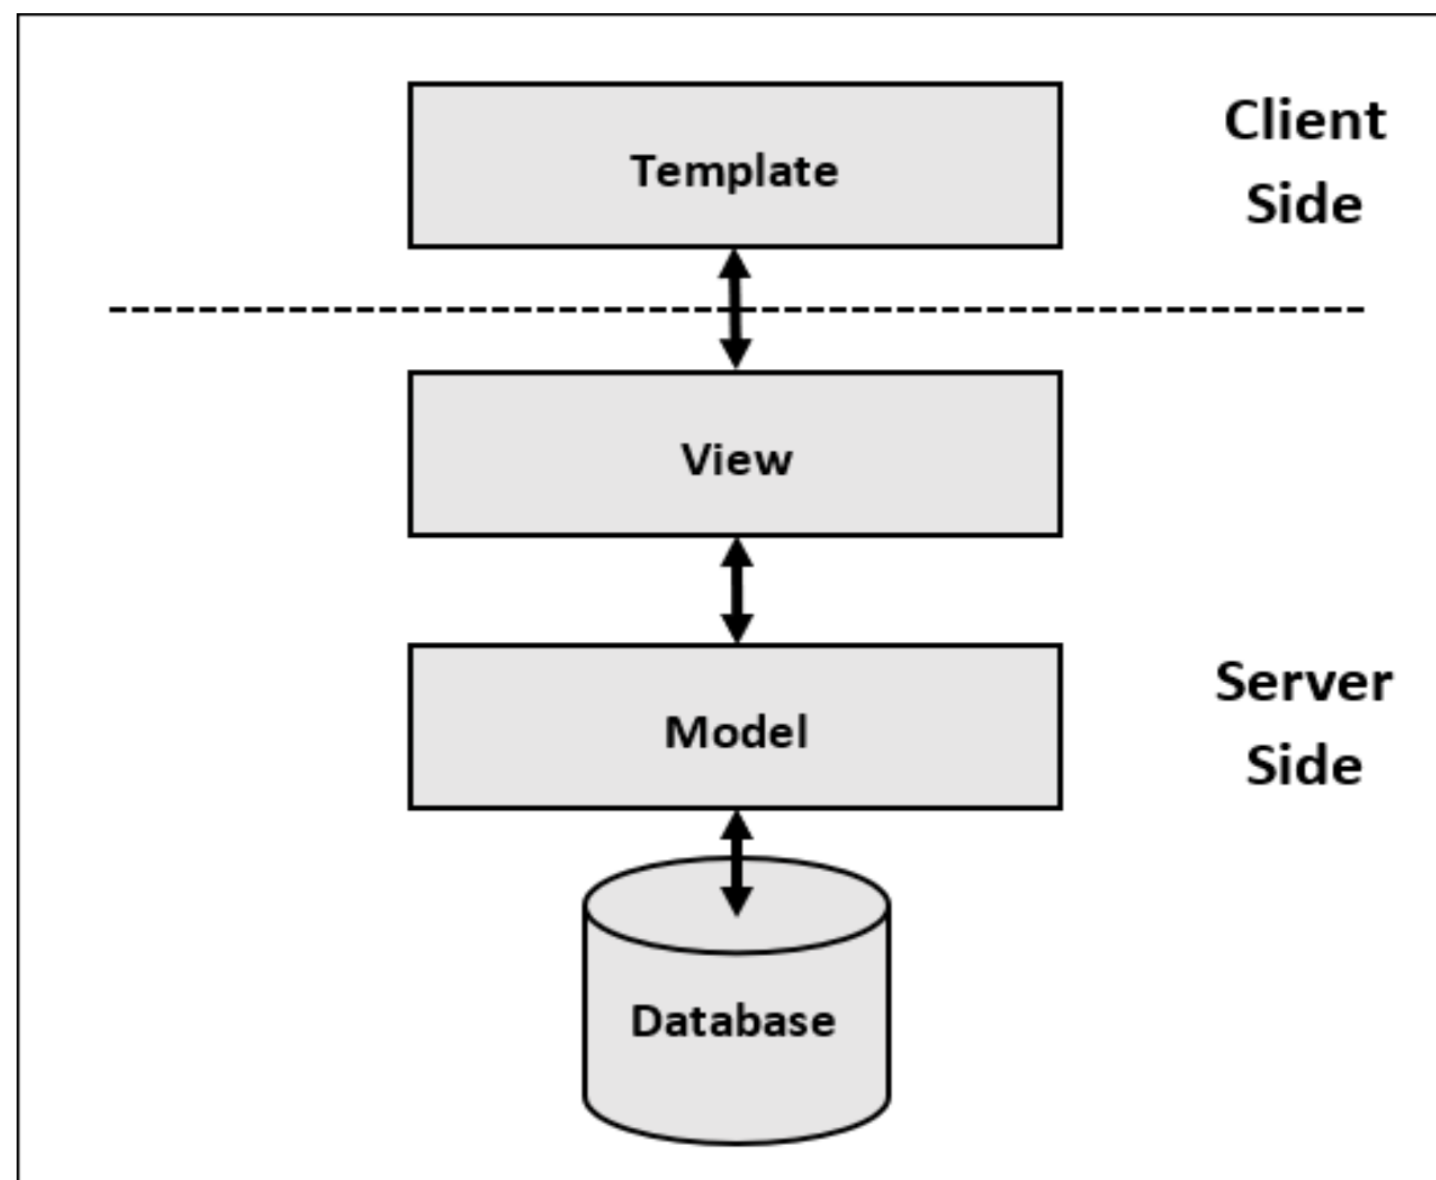 Template
Client
Side
View
Model
Server
Side
Database